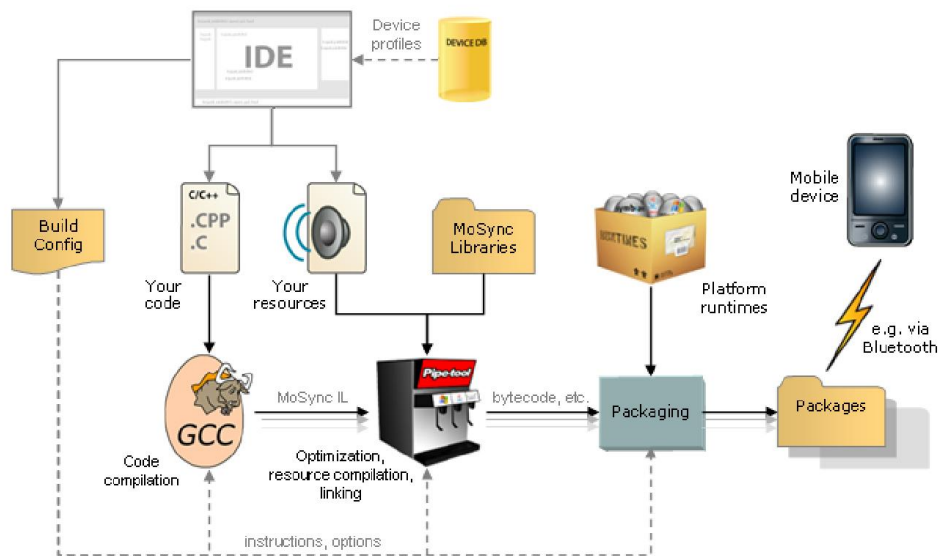 IDE
Device
profiles
DEVICE DB
C/C++
.CPP
.C
Build
Config
MoSync
Libraries
Mobile
device
Your
code
Your
resources
Platform
runtimes
e.g. via
Bluetooth
Pipe-tool
GCC
MoSync IL
bytecode, etc.
Packaging
Packages
Code
compilation
Optimization,
resource compilation,
linking
instructions, options